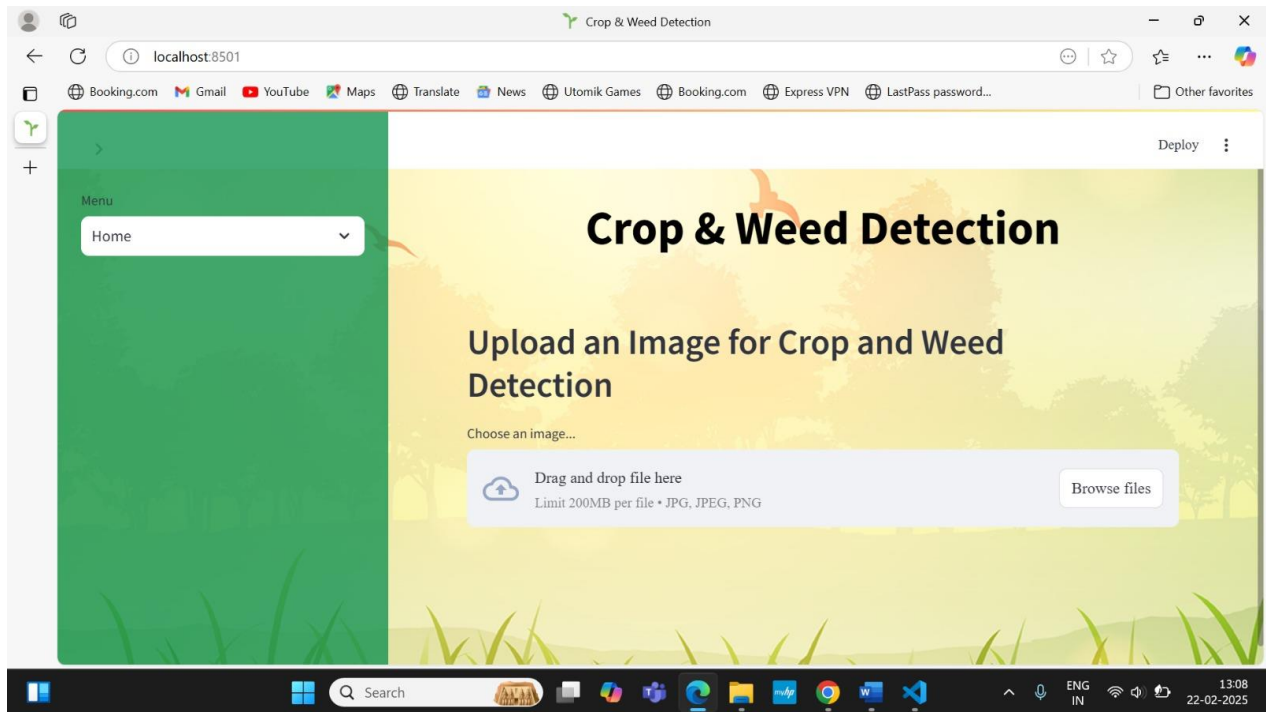 Crop & Weed Detection
localhost:8501
Booking.com Gmail YouTube Maps Translate News Utomik Games Booking.com Express VPN LastPass password... Other favorites
Deploy
Menu
Home
Crop & Weed Detection
Upload an Image for Crop and Weed
Detection
Choose an image...
Drag and drop file here
Limit 200MB per file • JPG, JPEG, PNG
Browse files
Search
myhp
ENG
IN
13:08
22-02-2025